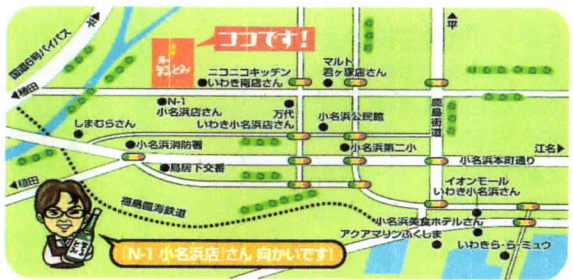 国道6号バイパス
平
平
ココです!
ニコニコキッチン
いわき南店さん
マルト
君ヶ塚店さん
植田
N-1
小名浜店さん
万代
いわき小名浜店さん
小名浜公民館
鹿島街道
しまむらさん
小名浜消防署
小名浜第二小
江名
小名浜本町通り
鳥居下交番
植田
イオンモール
いわき小名浜さん
福島臨海鉄道
小名浜美食ホテルさん
アクアマリンふくしま
いわきら・ら・ミュウ
「N-1 小名浜店」さん 向かいです!